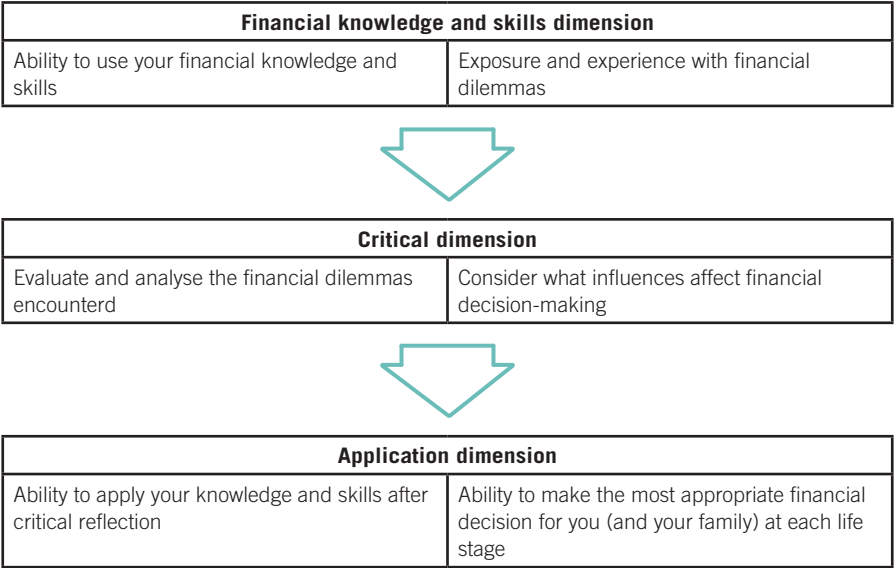 Financial knowledge and skills dimension
Ability to use your financial knowledge and
skills
Exposure and experience with financial
dilemmas
Critical dimension
Evaluate and analyse the financial dilemmas
encounterd
Consider what influences affect financial
decision-making
Application dimension
Ability to apply your knowledge and skills after
critical reflection
Ability to make the most appropriate financial
decision for you (and your family) at each life
stage